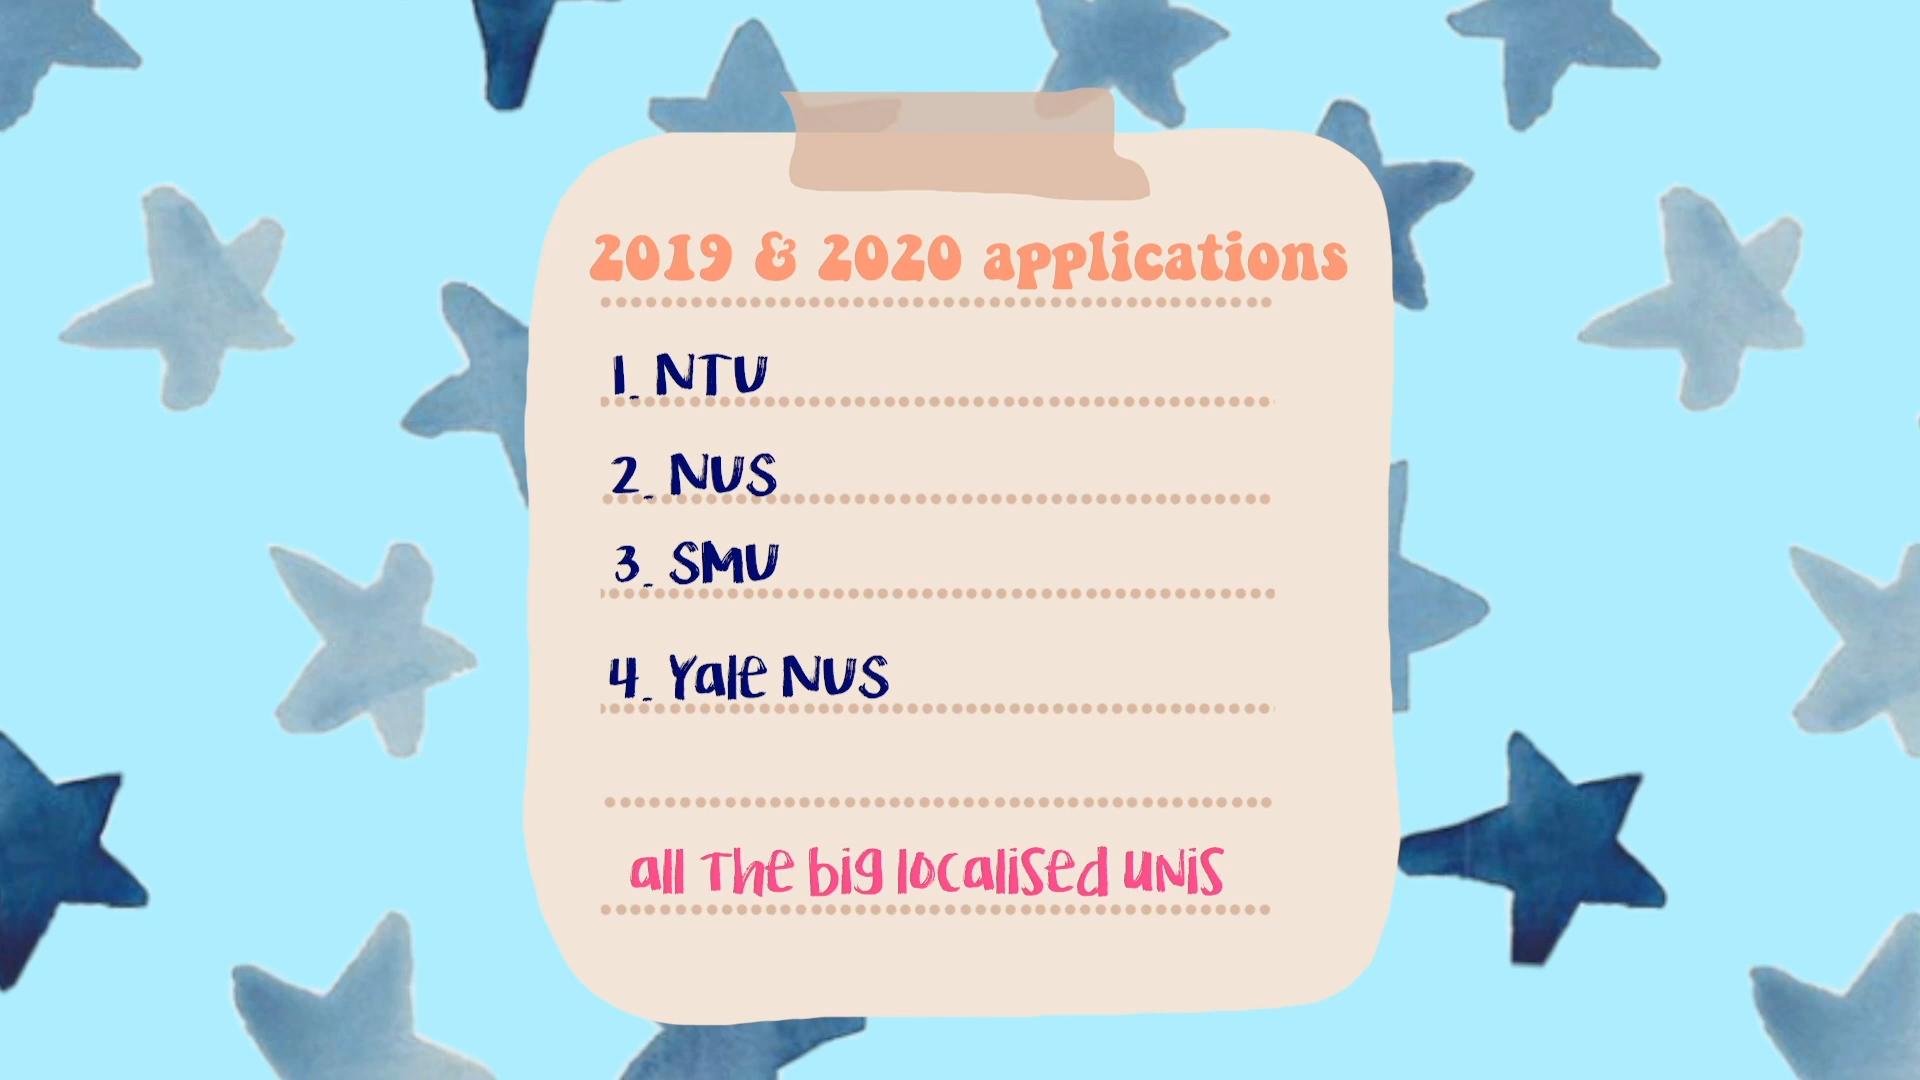 2019 & 2020 applications
1. NTU
2. NUS
3. SMU
4. Yale NUS
all The big localised UNiS